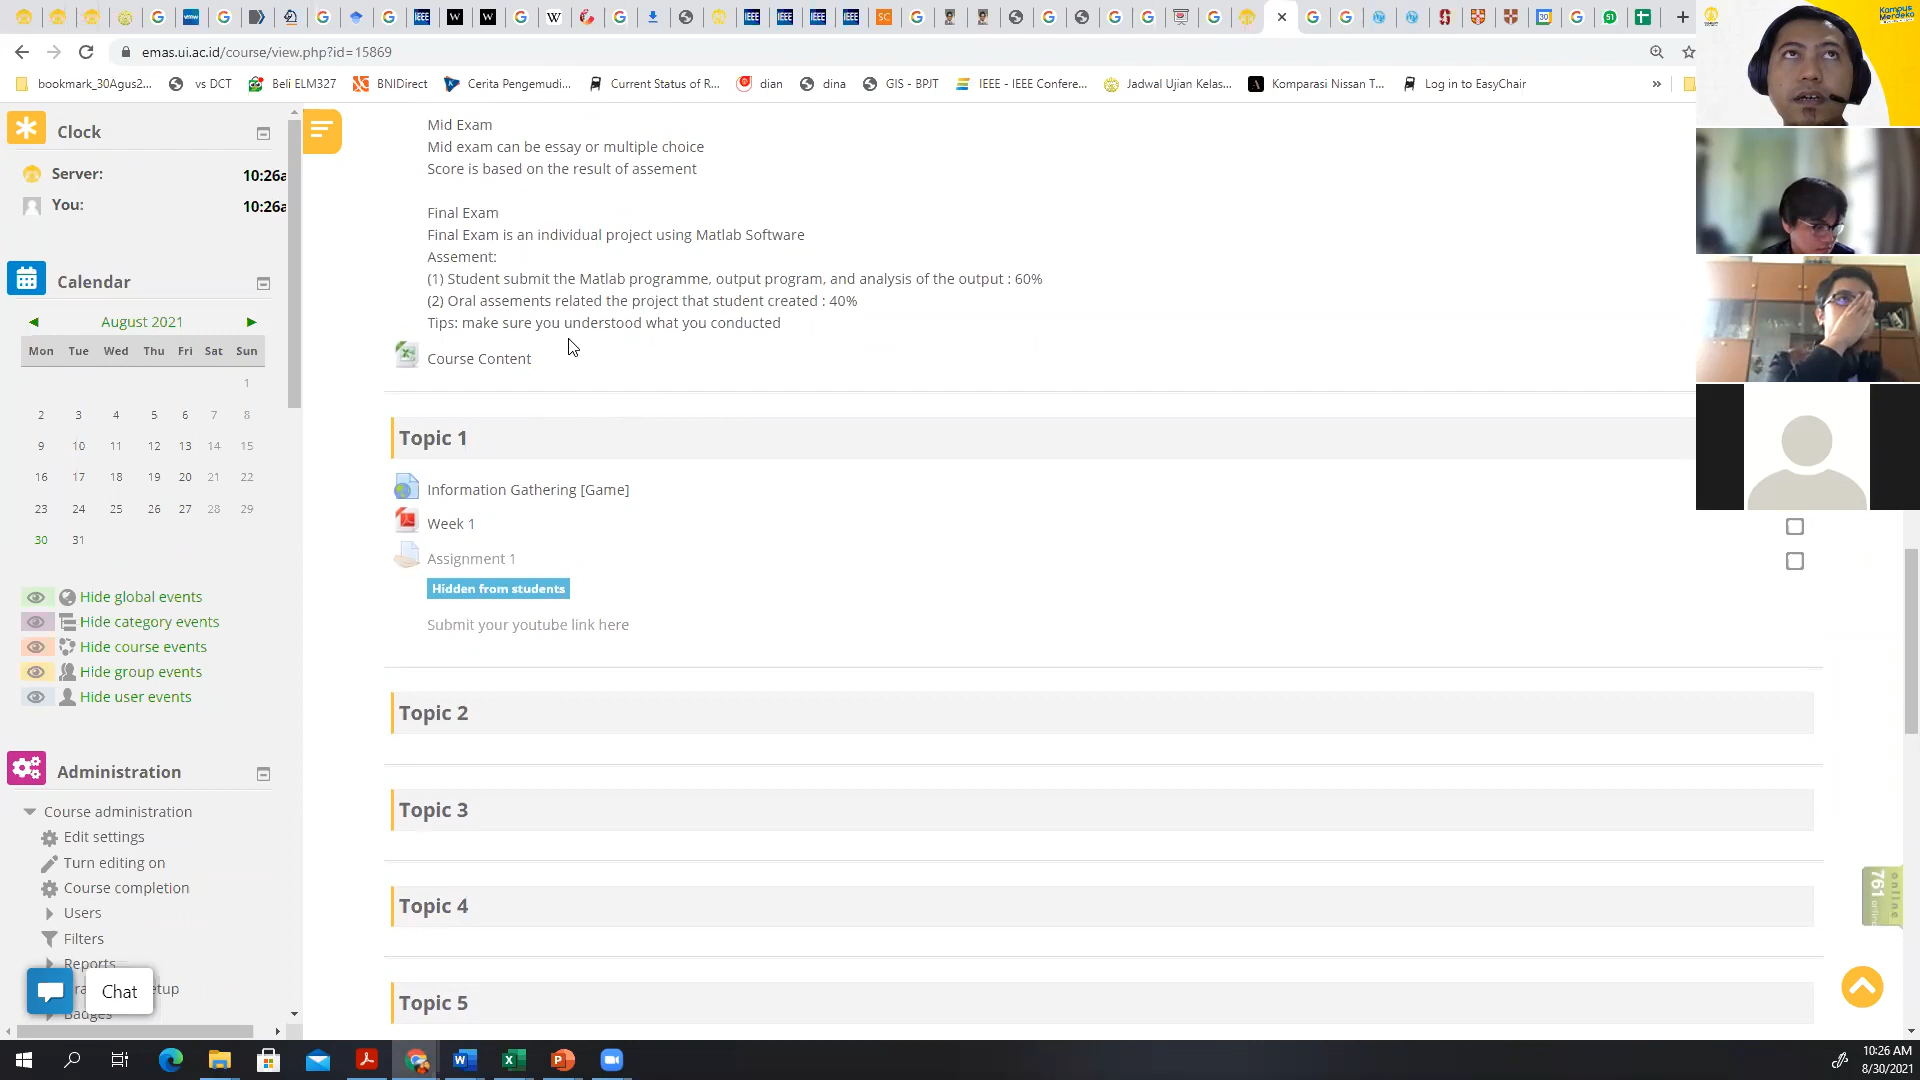 emas.ui.ac.id/course/view.php?id=15869
bookmark_30Agus2... vs DCT Beli ELM327 BNIDirect Cerita Pengemudi... Current Status of R... dian dina GIS - BPJT IEEE - IEEE Confere... Jadwal Ujian Kelas... Komparasi Nissan T... Log in to EasyChair »
Kampus Merdeka
Clock
Server: 10:26a
You: 10:26a
Calendar
August 2021
Mon Tue Wed Thu Fri Sat Sun
1
2 3 4 5 6 7 8
9 10 11 12 13 14 15
16 17 18 19 20 21 22
23 24 25 26 27 28 29
30 31
Hide global events
Hide category events
Hide course events
Hide group events
Hide user events
Administration
Course administration
Edit settings
Turn editing on
Course completion
Users
Filters
Reports
etup
Badges
Chat
Mid Exam
Mid exam can be essay or multiple choice
Score is based on the result of assement
Final Exam
Final Exam is an individual project using Matlab Software
Assement:
(1) Student submit the Matlab programme, output program, and analysis of the output : 60%
(2) Oral assements related the project that student created : 40%
Tips: make sure you understood what you conducted
Course Content
Topic 1
Information Gathering [Game]
Week 1
Assignment 1
Hidden from students
Submit your youtube link here
Topic 2
Topic 3
Topic 4
Topic 5
online
761
10:26 AM
8/30/2021